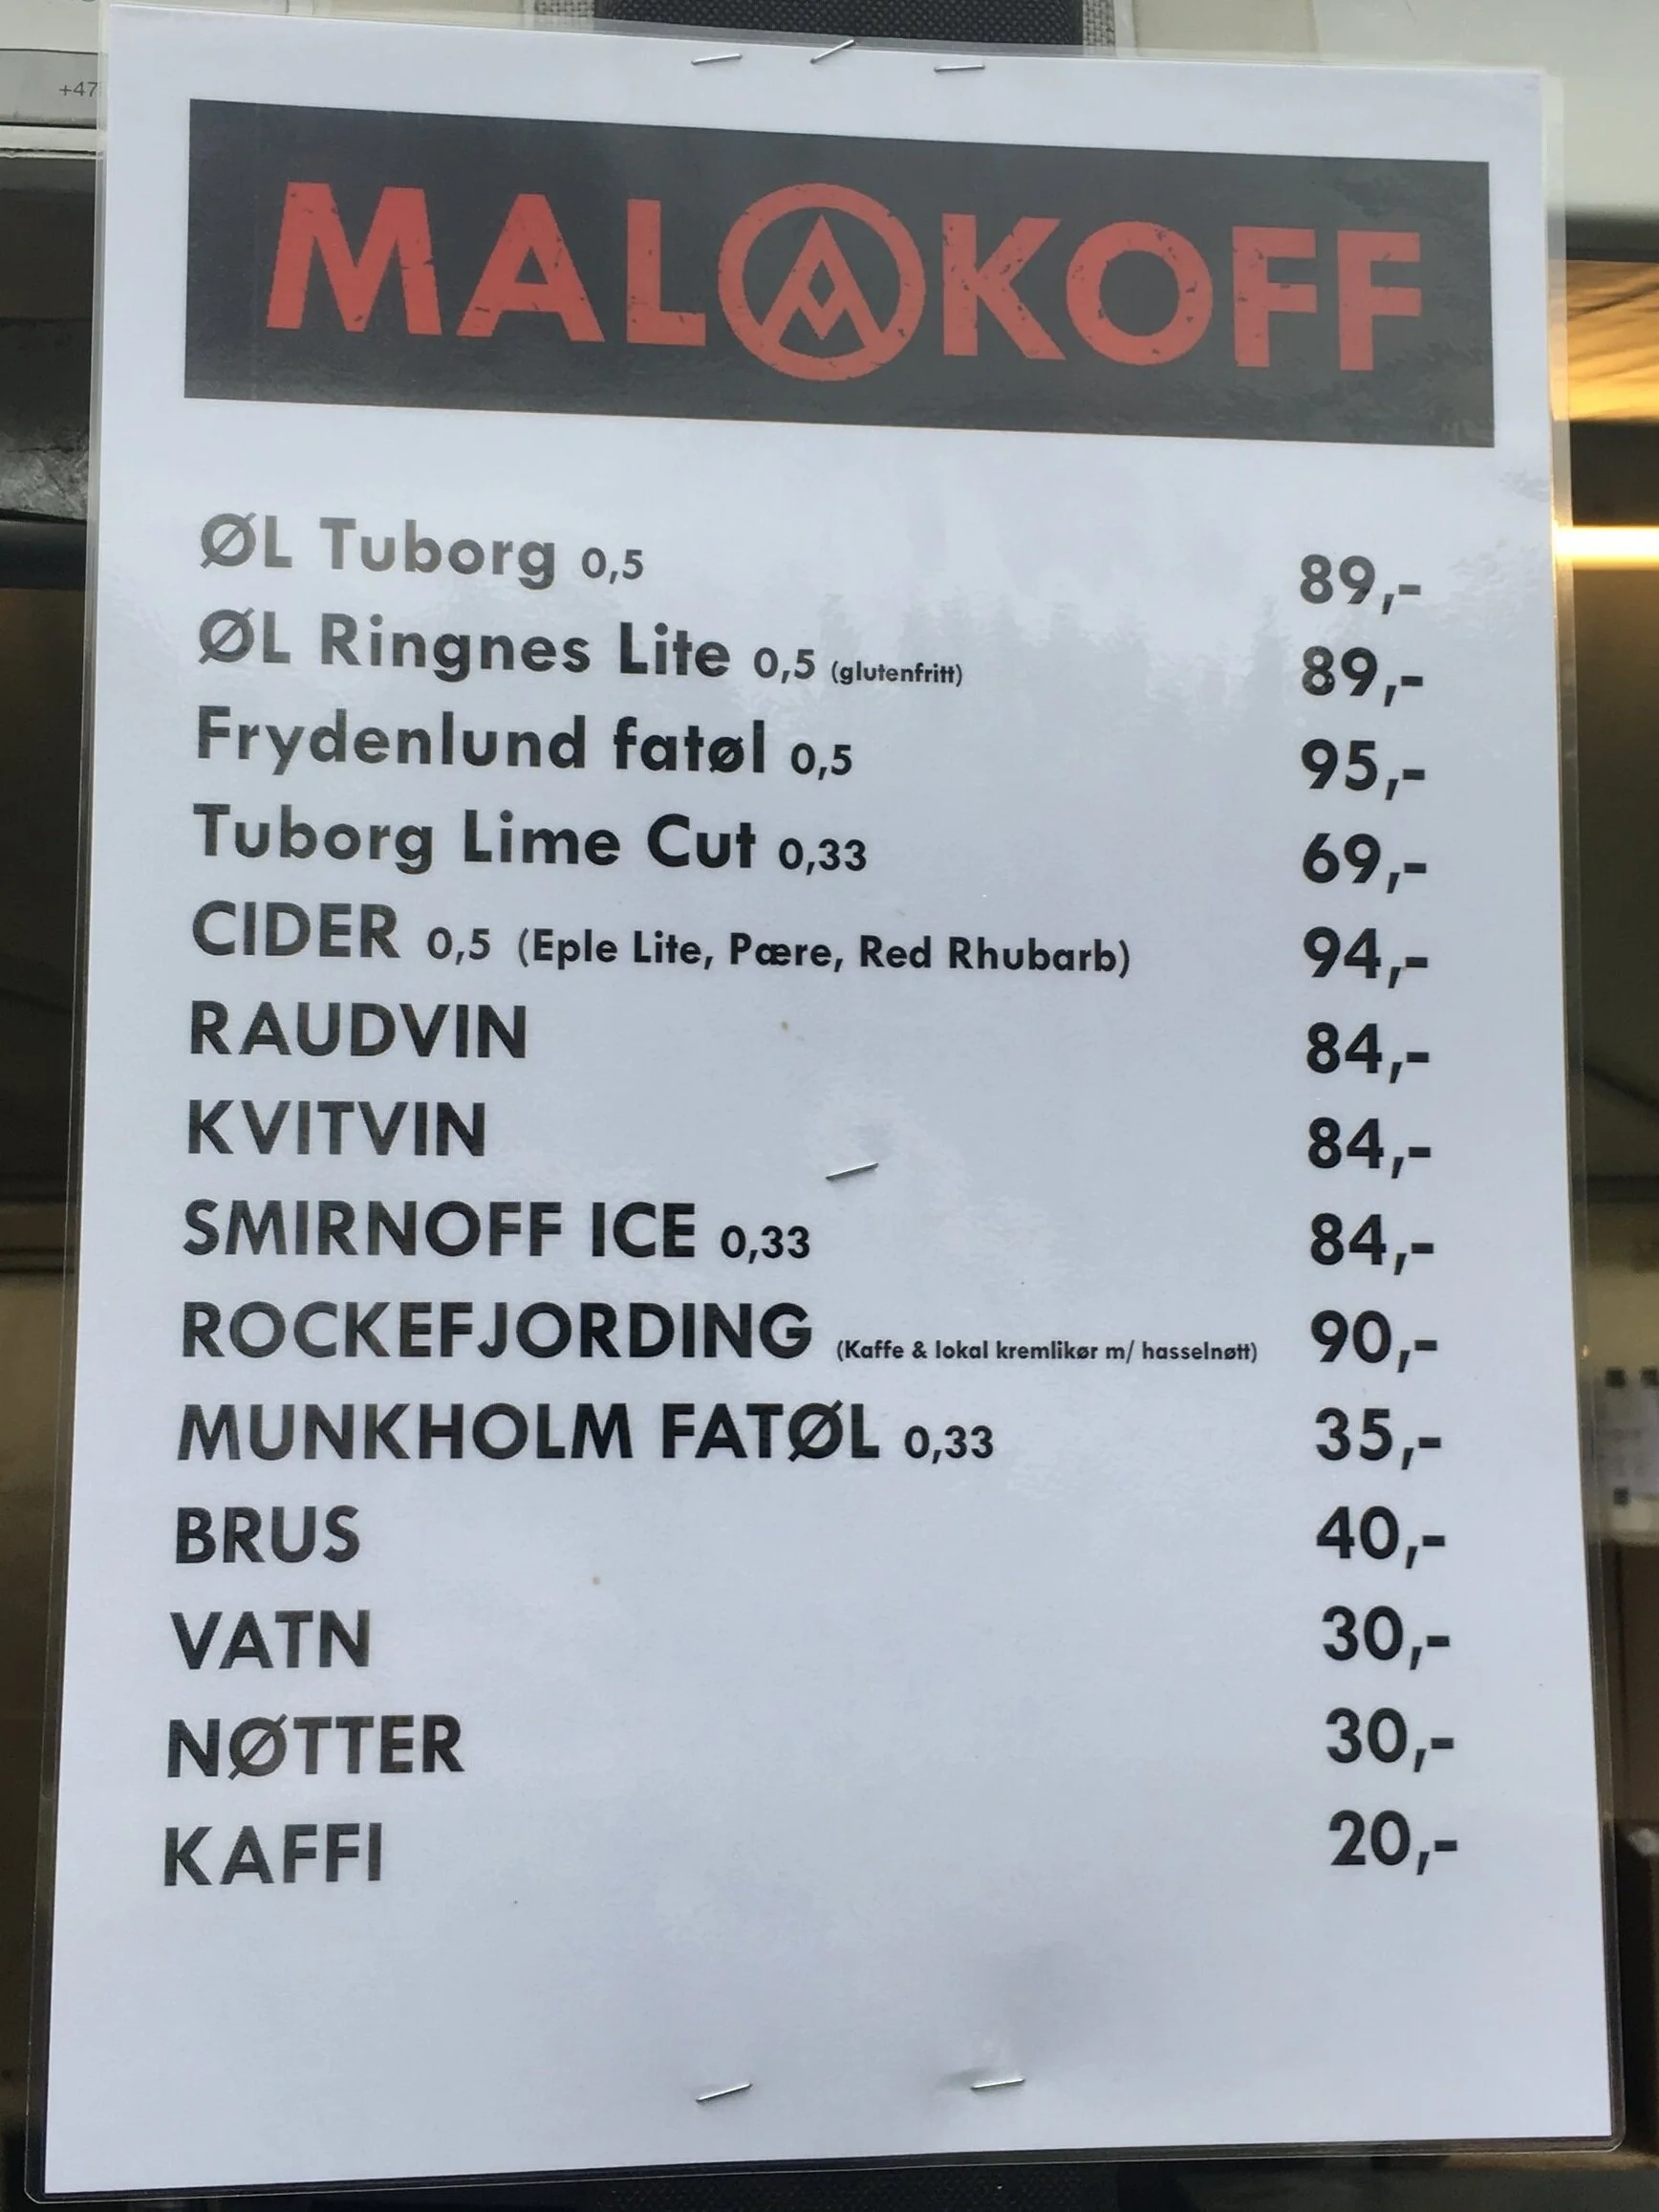 +47
MALAKOFF
ØL Tuborg 0,5 89,-
ØL Ringnes Lite 0,5 (glutenfritt) 89,-
Frydenlund fatøl 0,5 95,-
Tuborg Lime Cut 0,33 69,-
CIDER 0,5 (Eple Lite, Pære, Red Rhubarb) 94,-
RAUDVIN 84,-
KVITVIN 84,-
SMIRNOFF ICE 0,33 84,-
ROCKEFJORDING (Kaffe & lokal kremlikør m/ hasselnøtt) 90,-
MUNKHOLM FATØL 0,33 35,-
BRUS 40,-
VATN 30,-
NØTTER 30,-
KAFFI 20,-